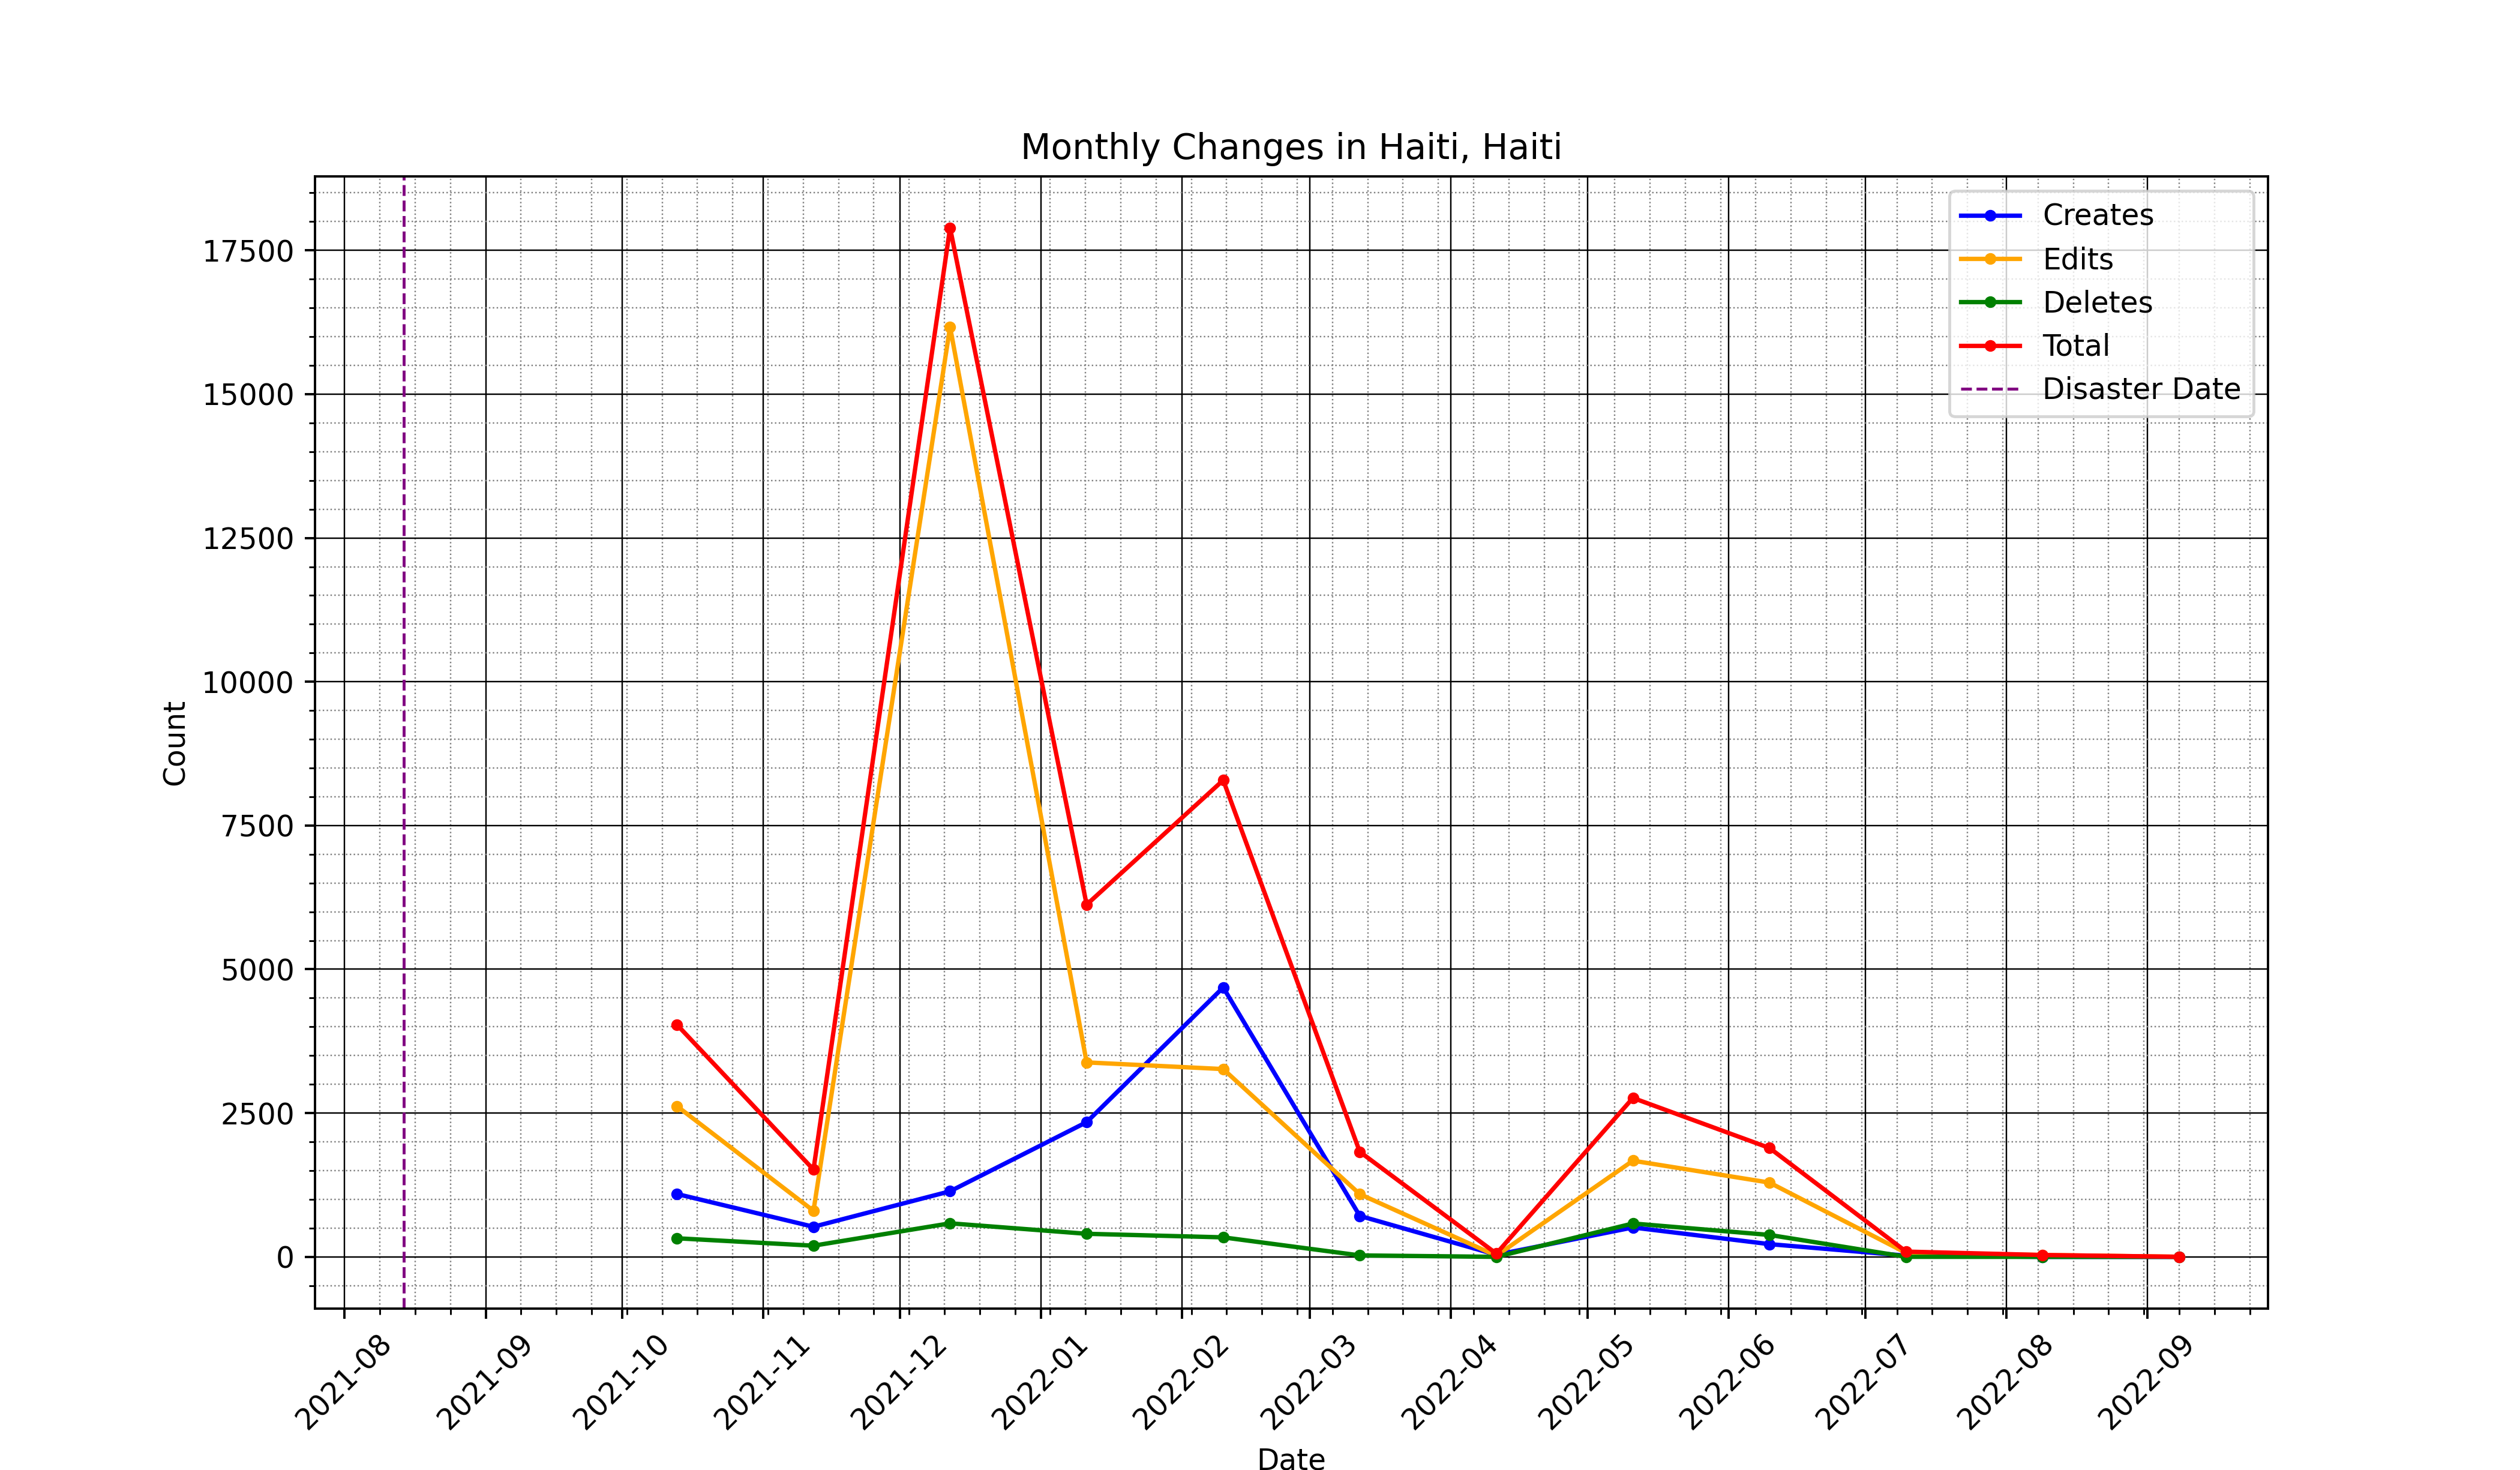 Monthly Changes in Haiti, Haiti
Creates
Edits
Deletes
Total
Disaster Date
17500
15000
12500
10000
7500
5000
2500
0
Count
2021-08
2021-09
2021-10
2021-11
2021-12
2022-01
2022-02
2022-03
2022-04
2022-05
2022-06
2022-07
2022-08
2022-09
Date